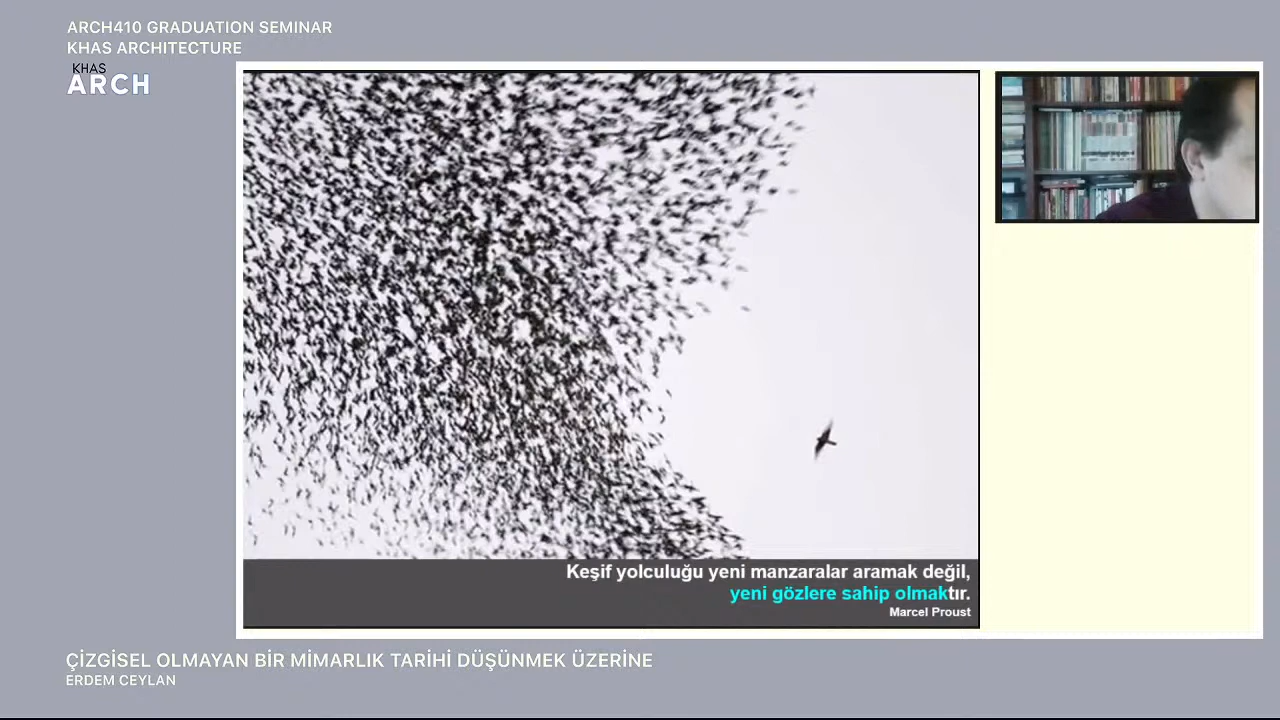 ARCH410 GRADUATION SEMINAR
KHAS ARCHITECTURE
KHAS
ARCH
Keşif yolculuğu yeni manzaralar aramak değil,
yeni gözlere sahip olmaktır.
Marcel Proust
ÇİZGİSEL OLMAYAN BİR MİMARLIK TARİHİ DÜŞÜNMEK ÜZERİNE
ERDEM CEYLAN